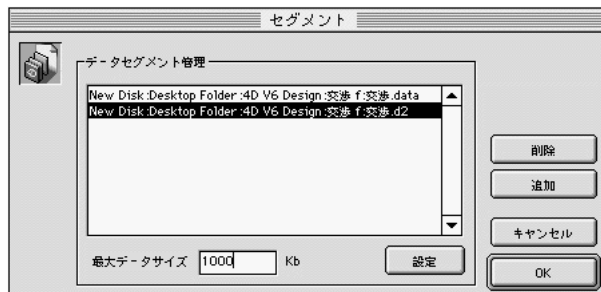 セグメント
データセグメント管理
New Disk:Desktop Folder:4D V6 Design:交渉 f:交渉.data
New Disk:Desktop Folder:4D V6 Design:交渉 f:交渉.d2
削除
追加
キャンセル
最大データサイズ 1000 Kb 設定
OK